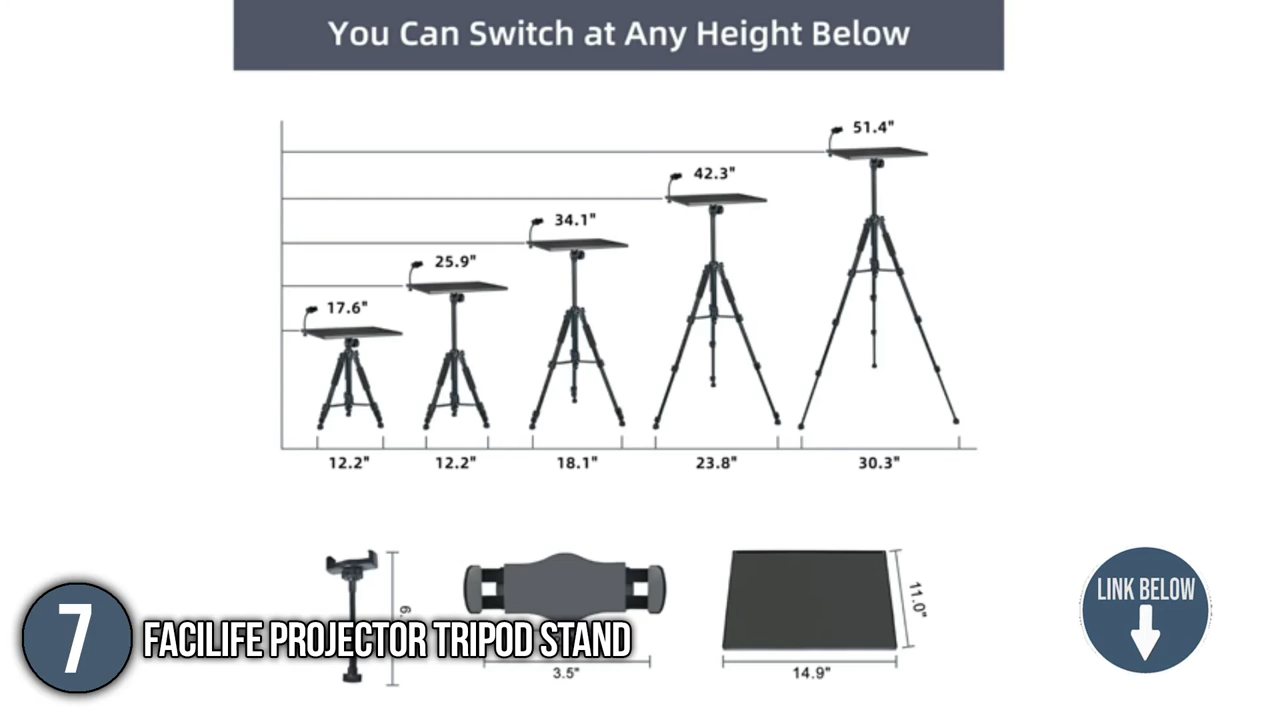 You Can Switch at Any Height Below
51.4"
42.3"
34.1"
25.9"
17.6"
12.2" 12.2" 18.1" 23.8" 30.3"
11.0"
LINK BELOW
7 FACILIFE PROJECTOR TRIPOD STAND
3.5" 14.9"